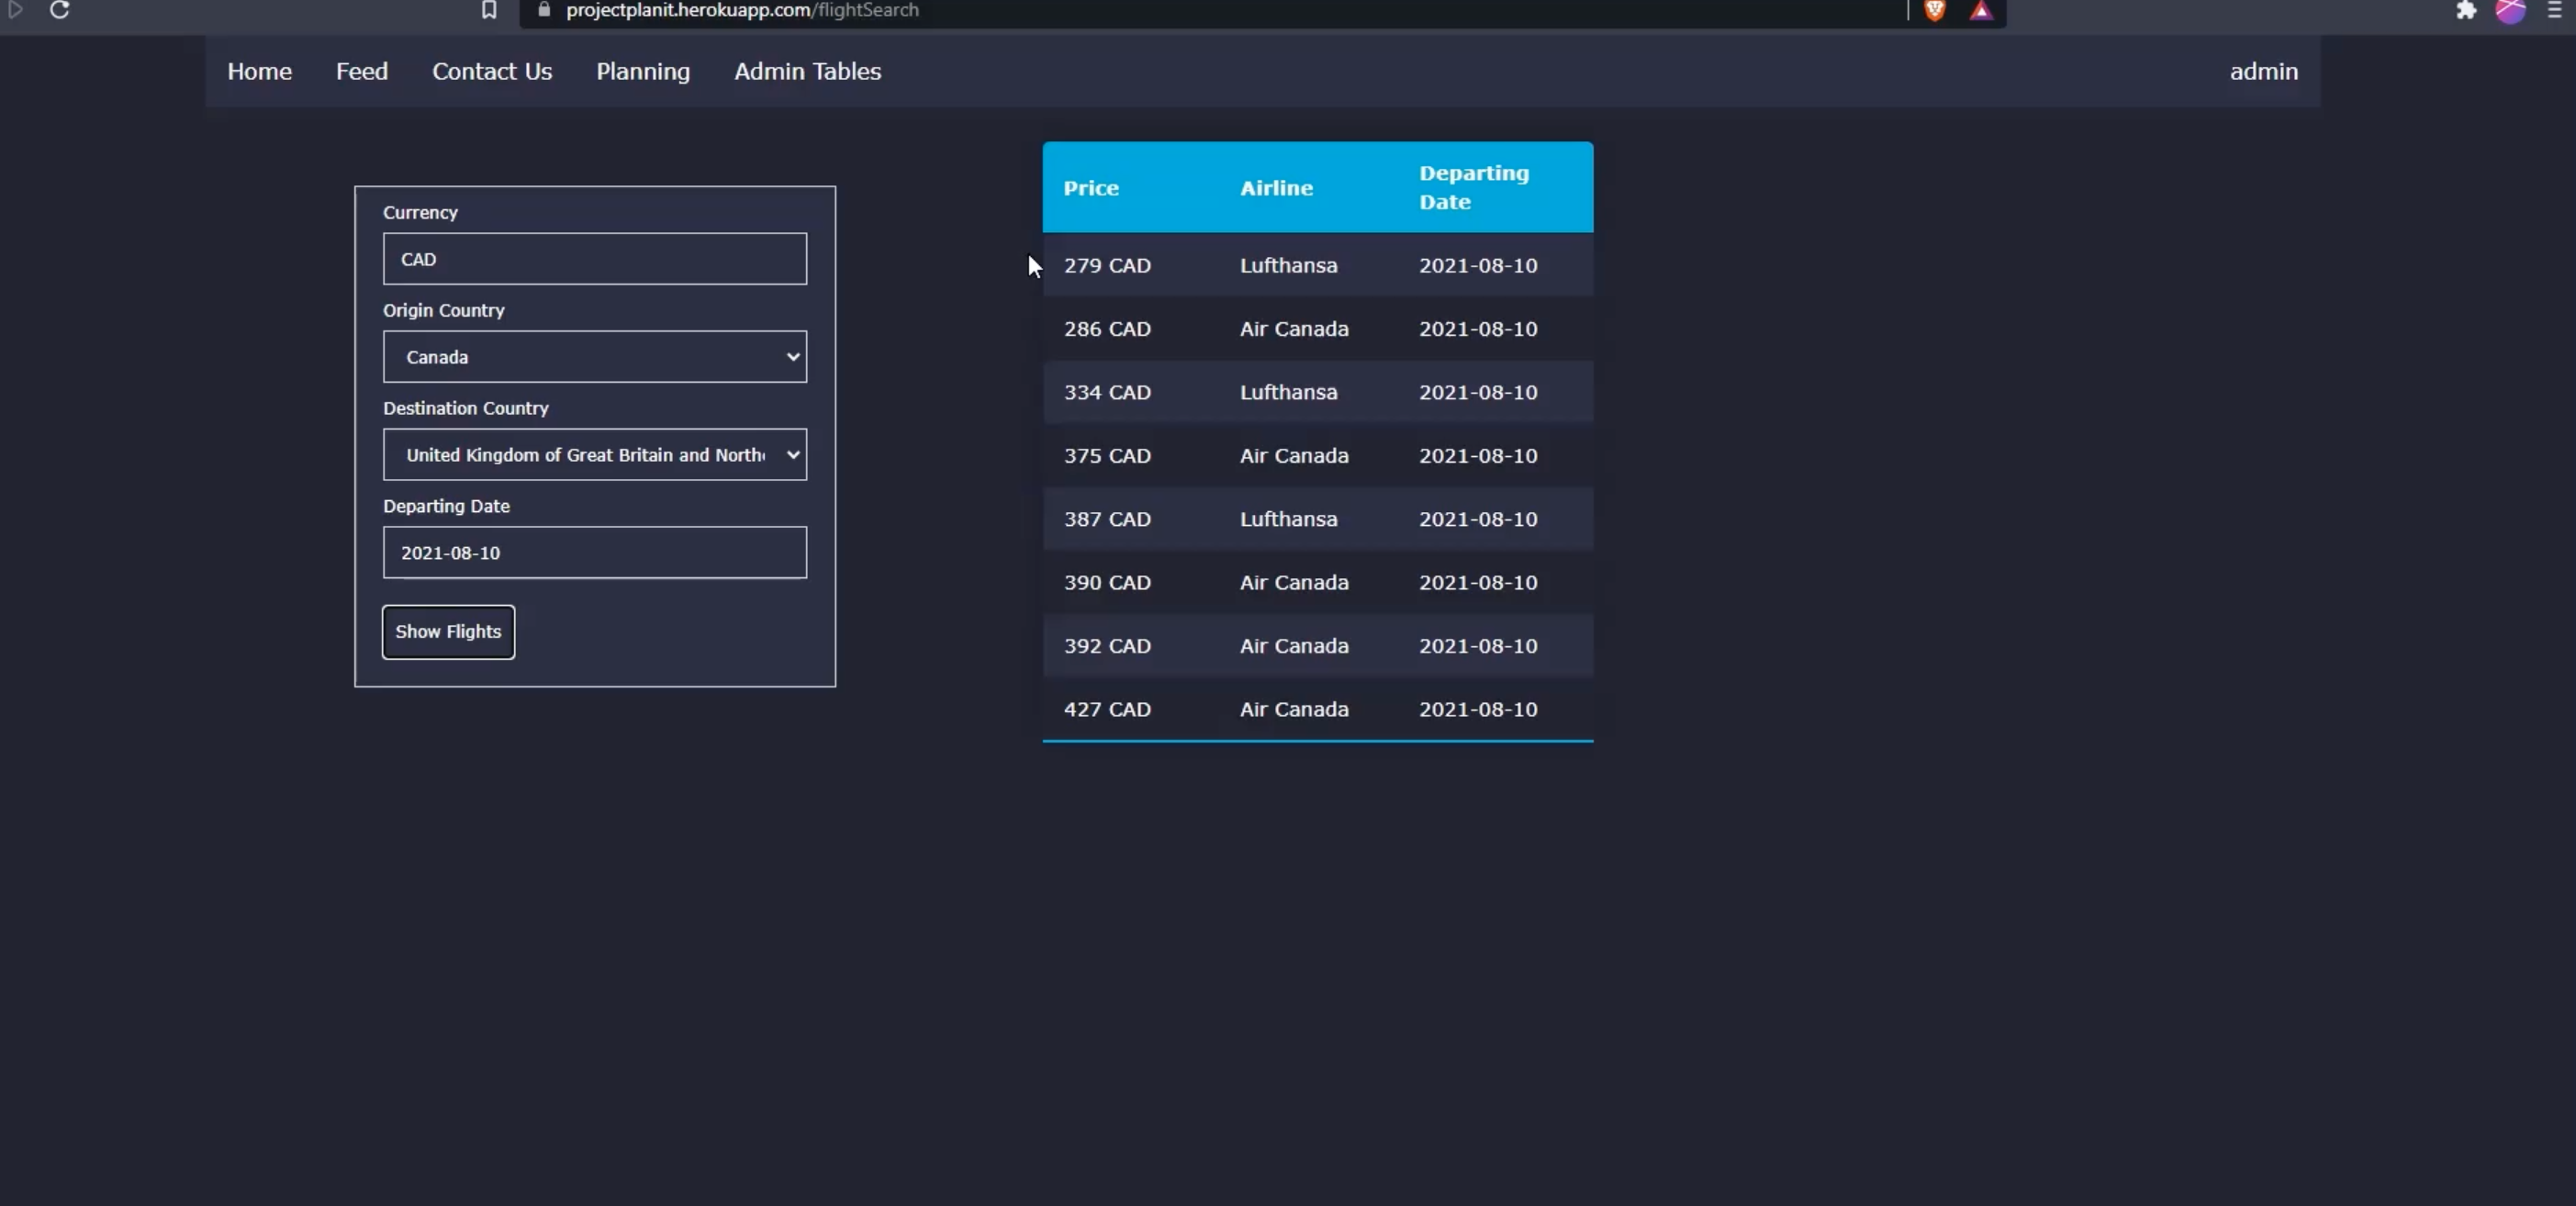 projectplanit.herokuapp.com/flightSearch
Home Feed Contact Us Planning Admin Tables admin
Currency
CAD
Origin Country
Canada
Destination Country
United Kingdom of Great Britain and North
Departing Date
2021-08-10
Show Flights
Price Airline Departing Date
279 CAD Lufthansa 2021-08-10
286 CAD Air Canada 2021-08-10
334 CAD Lufthansa 2021-08-10
375 CAD Air Canada 2021-08-10
387 CAD Lufthansa 2021-08-10
390 CAD Air Canada 2021-08-10
392 CAD Air Canada 2021-08-10
427 CAD Air Canada 2021-08-10